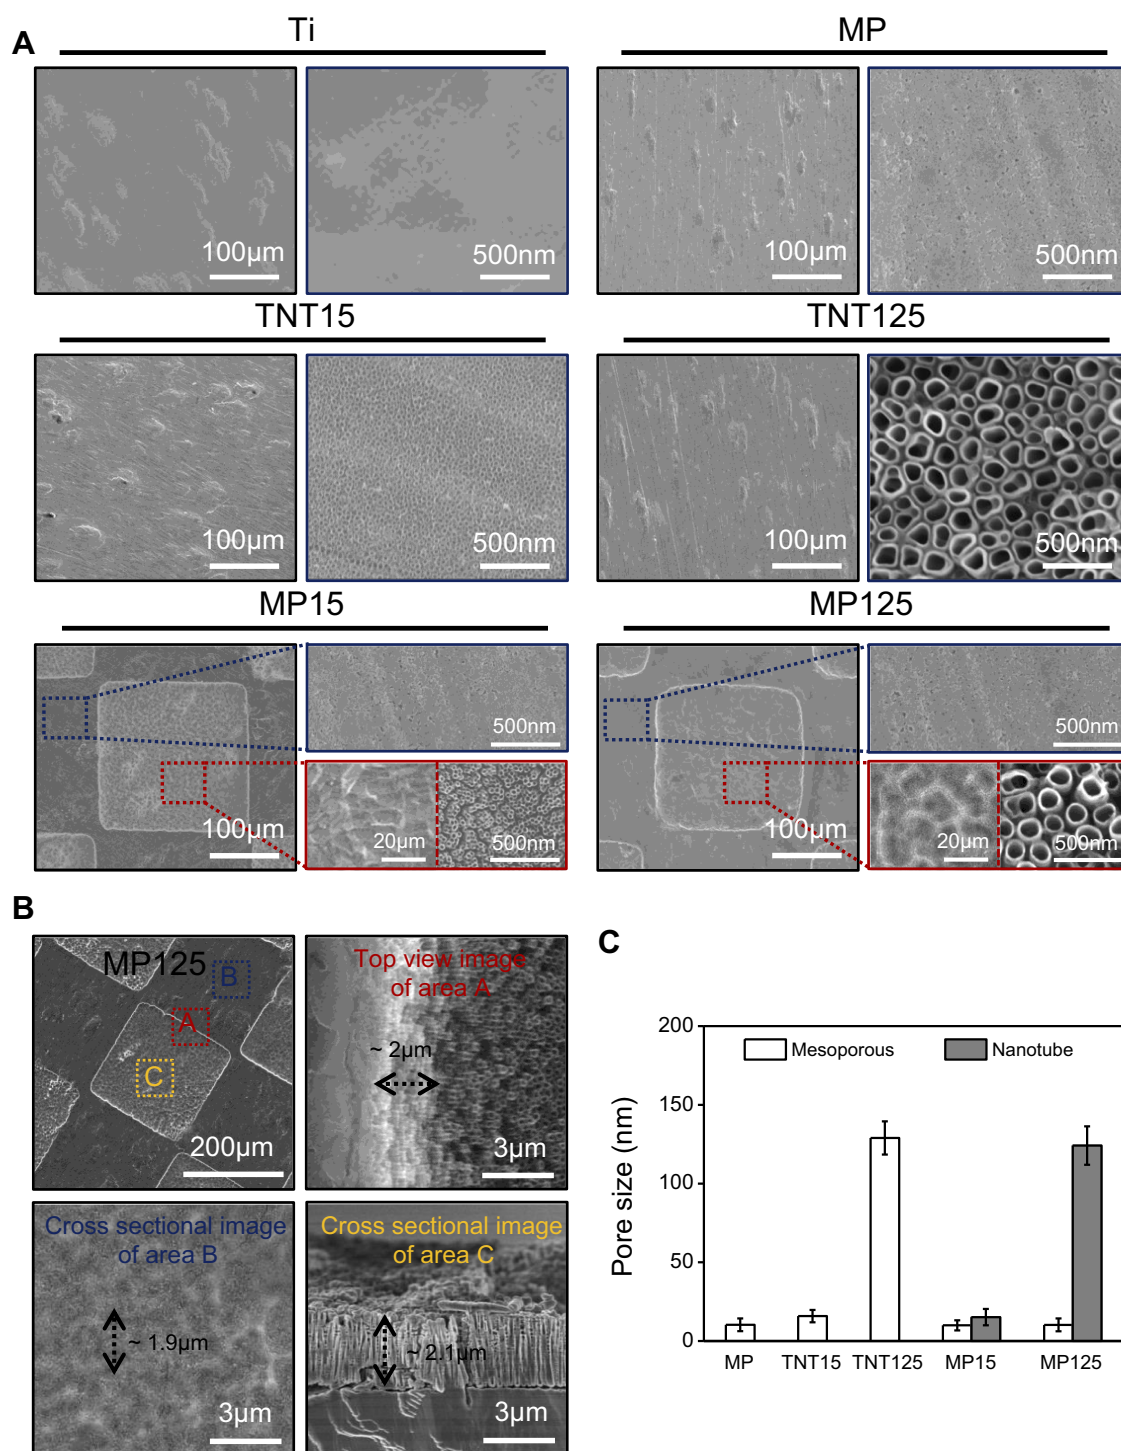 A
Ti
MP
100µm
500nm
100µm
500nm
TNT15
TNT125
100µm
500nm
100µm
500nm
MP15
MP125
500nm
500nm
100µm
20µm
500nm
100µm
20µm
500nm
B
MP125
B
A
C
200µm
Top view image
of area A
~ 2µm
3µm
Cross sectional image
of area B
~ 1.9µm
3µm
Cross sectional image
of area C
~ 2.1µm
3µm
C
Pore size (nm)
200
150
100
50
0
Mesoporous
Nanotube
MP
TNT15
TNT125
MP15
MP125